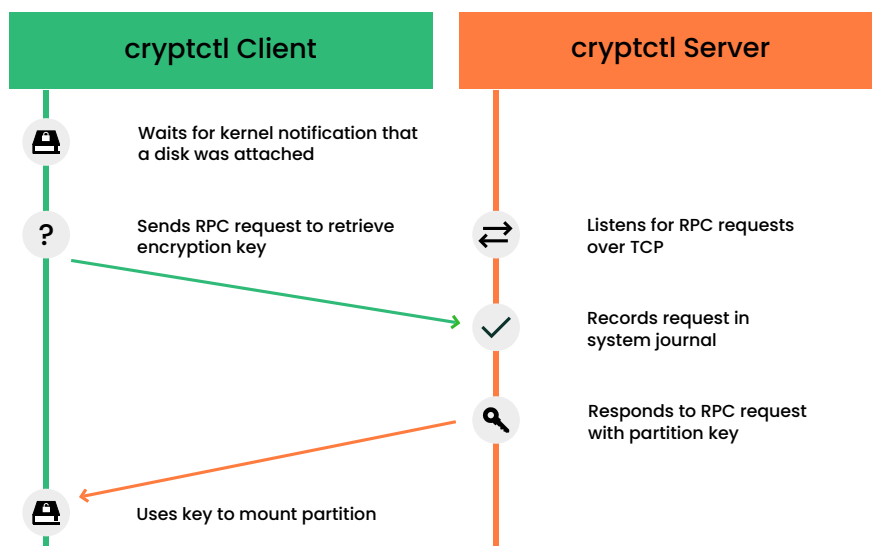 cryptctl Client
cryptctl Server
Waits for kernel notification that
a disk was attached
Sends RPC request to retrieve
encryption key
?
Listens for RPC requests
over TCP
Records request in
system journal
Responds to RPC request
with partition key
Uses key to mount partition